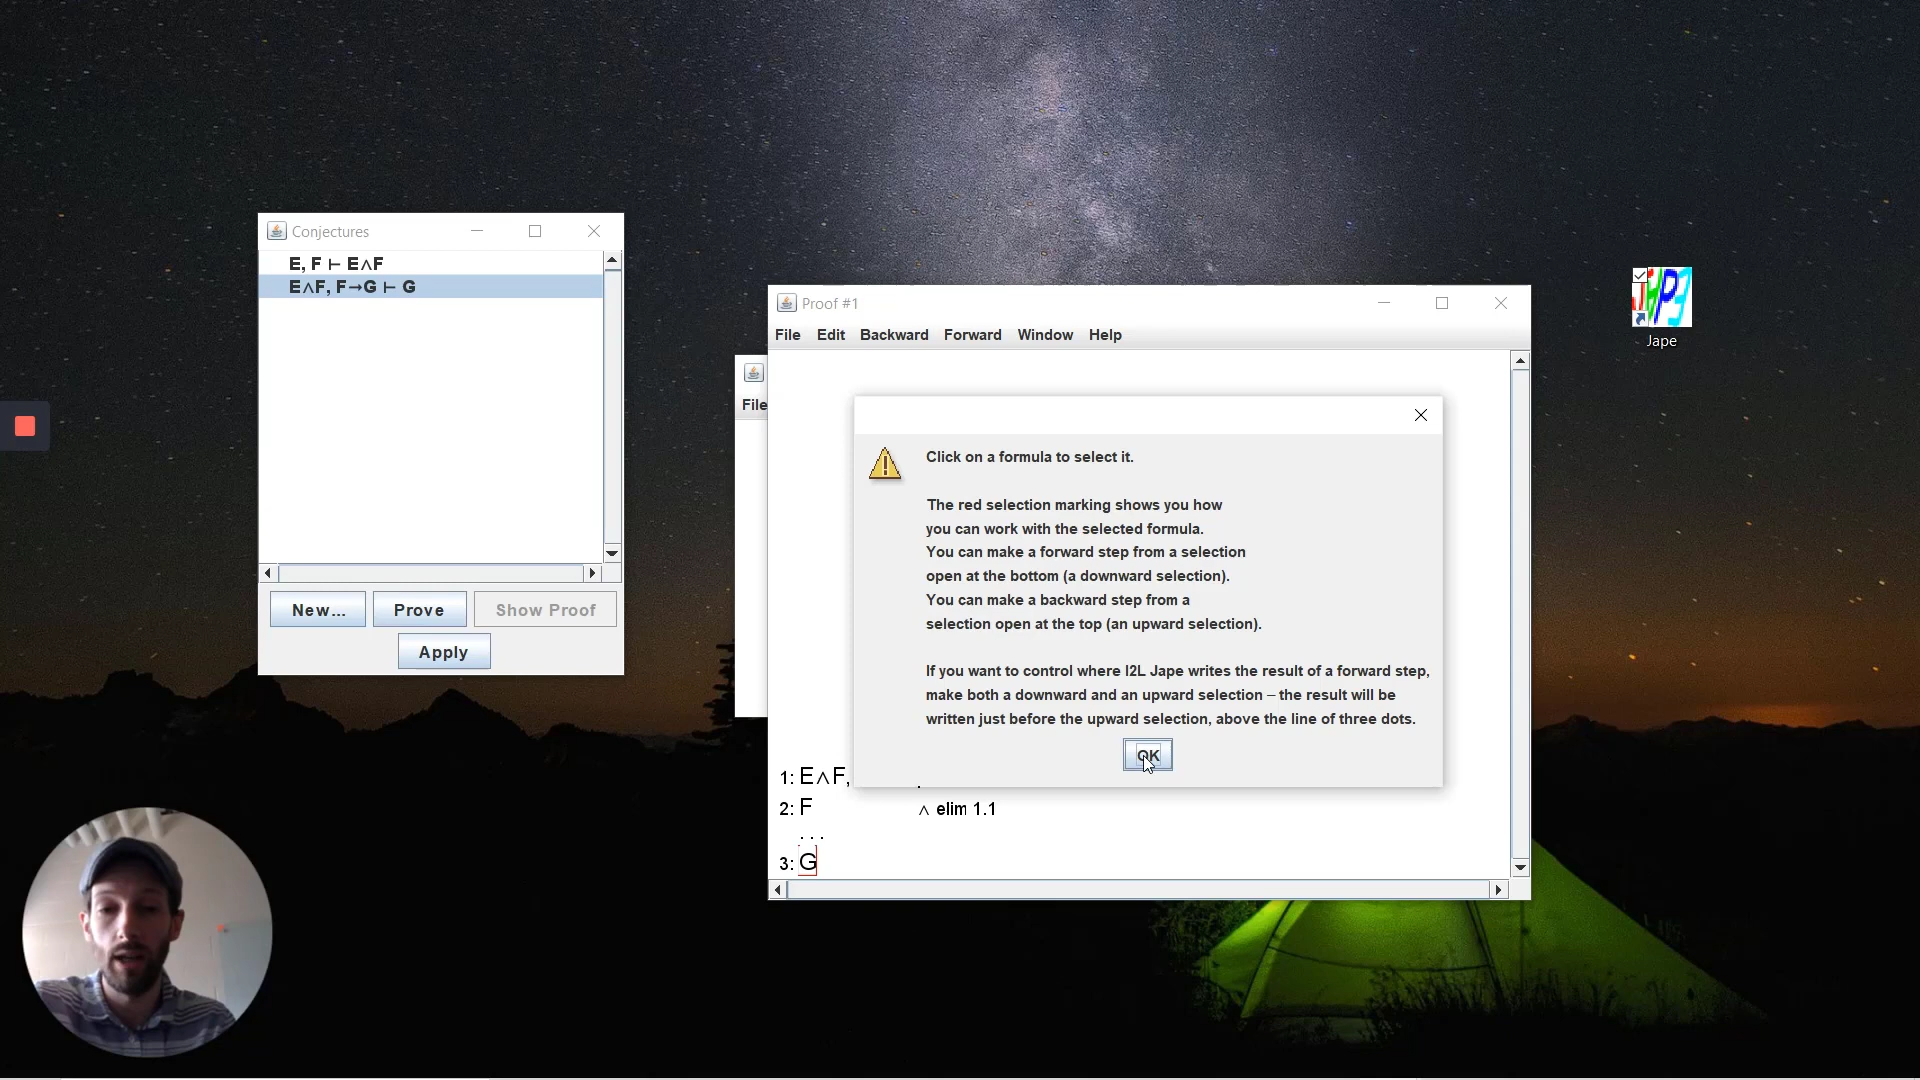 Conjectures
E, F ⊢ E∧F
E∧F, F→G ⊢ G
New...
Prove
Show Proof
Apply
File
Proof #1
File Edit Backward Forward Window Help
Click on a formula to select it.
The red selection marking shows you how
you can work with the selected formula.
You can make a forward step from a selection
open at the bottom (a downward selection).
You can make a backward step from a
selection open at the top (an upward selection).
If you want to control where I2L Jape writes the result of a forward step,
make both a downward and an upward selection – the result will be
written just before the upward selection, above the line of three dots.
OK
1: E∧F,
2: F ∧ elim 1.1
. . .
3: G
Jape